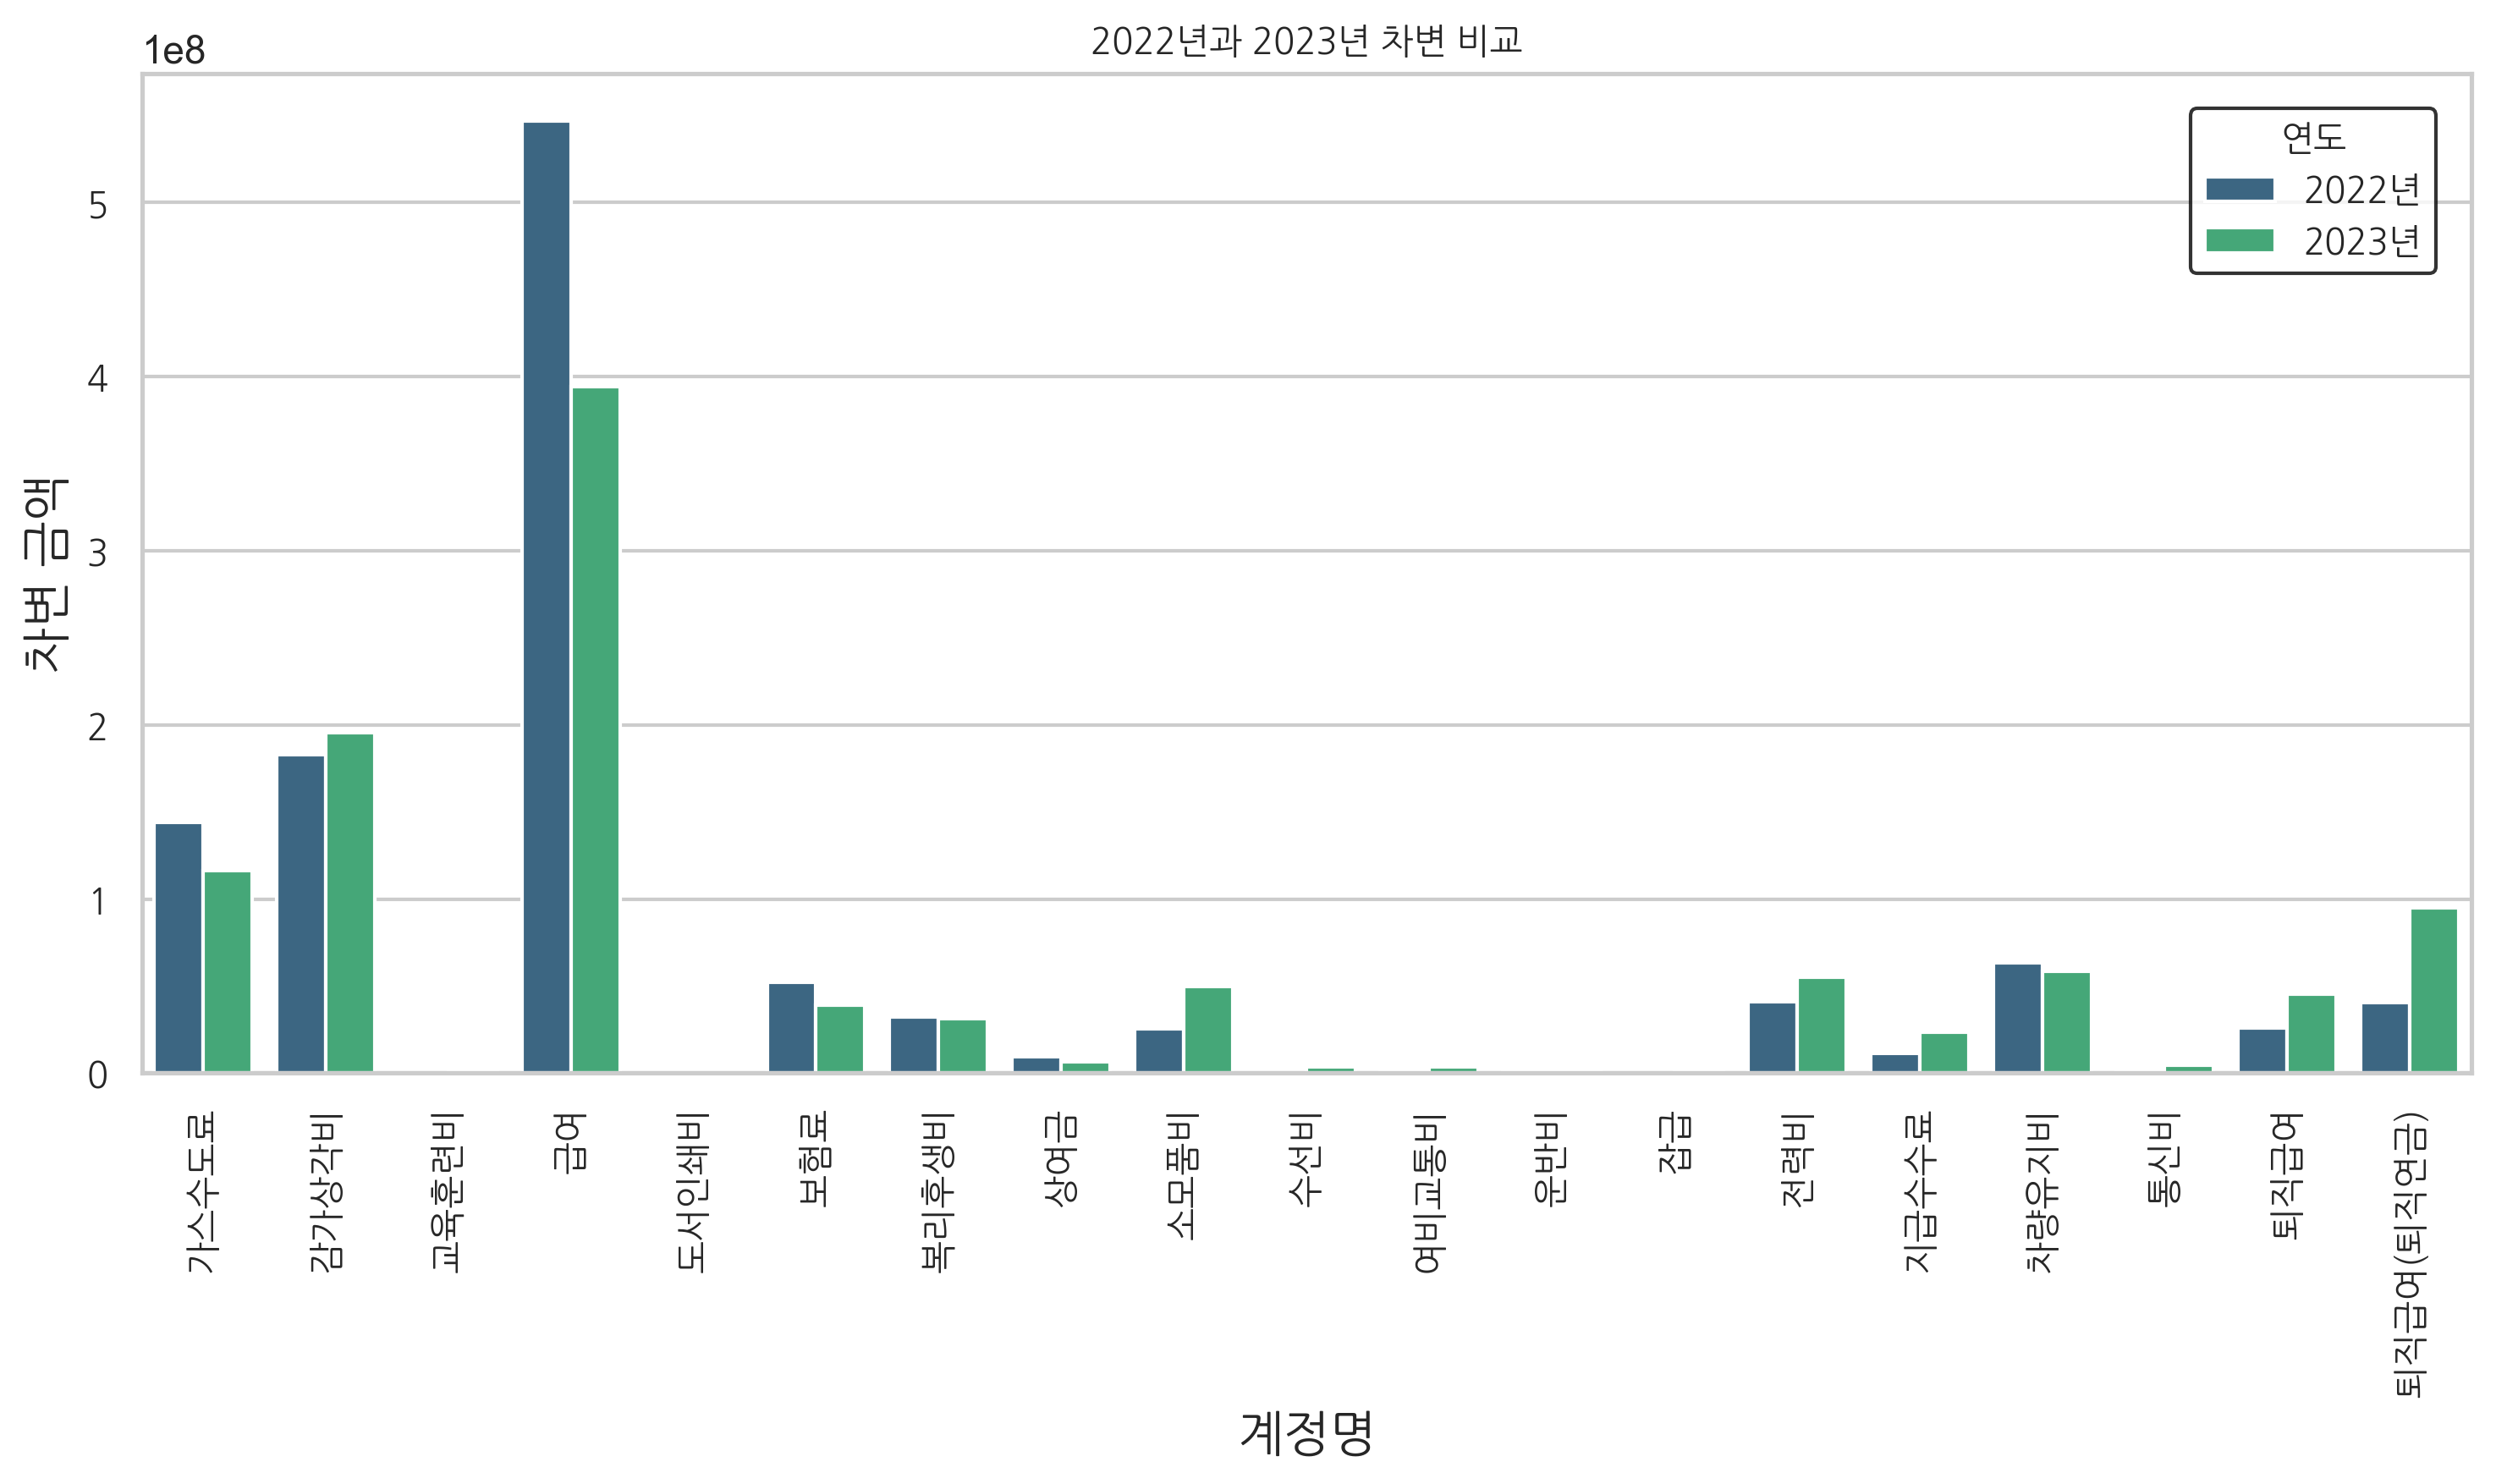 2022년과 2023년 차변 비교
1e8
연도
2022년
2023년
5
4
3
2
1
0
차변 금액
가스수도료
감가상각비
교육훈련비
급여
도서인쇄비
보험료
복리후생비
상여금
소모품비
수선비
여비교통비
운반비
잡급
전력비
지급수수료
차량유지비
통신비
퇴직급여
퇴직급여(퇴직연금)
계정명